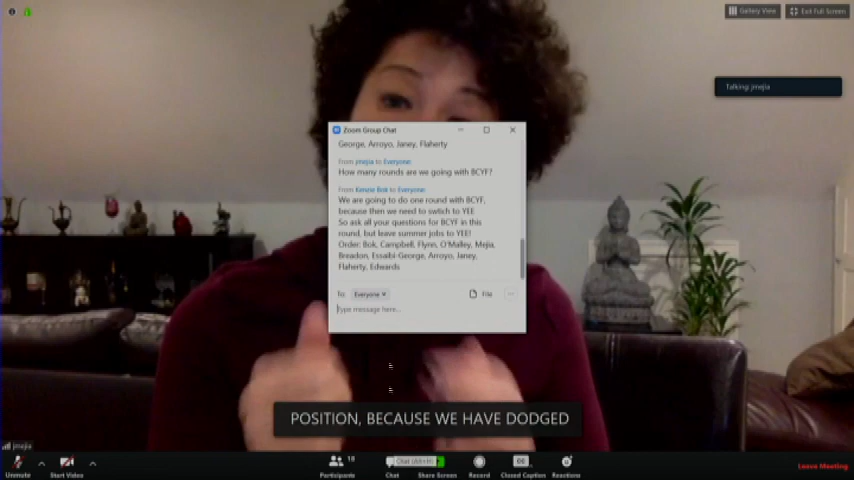 Gallery View
Exit Full Screen
Talking: jmejia
Zoom Group Chat
George, Arroyo, Janey, Flaherty
From jmejia to Everyone
How many rounds are we going with BCYF?
From Kenzie Bok to Everyone
We are going to do one round with BCYF,
because then we need to swtich to YEE
So ask all your questions for BCYF in this
round, but leave summer jobs to YEE!
Order: Bok, Campbell, Flynn, O'Malley, Mejia,
Breadon, Essaibi-George, Arroyo, Janey,
Flaherty, Edwards
To: Everyone
File
Type message here...
POSITION, BECAUSE WE HAVE DODGED
jmejia
Unmute
Start Video
Participants
18
Chat
Share Screen
Record
Closed Caption
Reactions
Leave Meeting